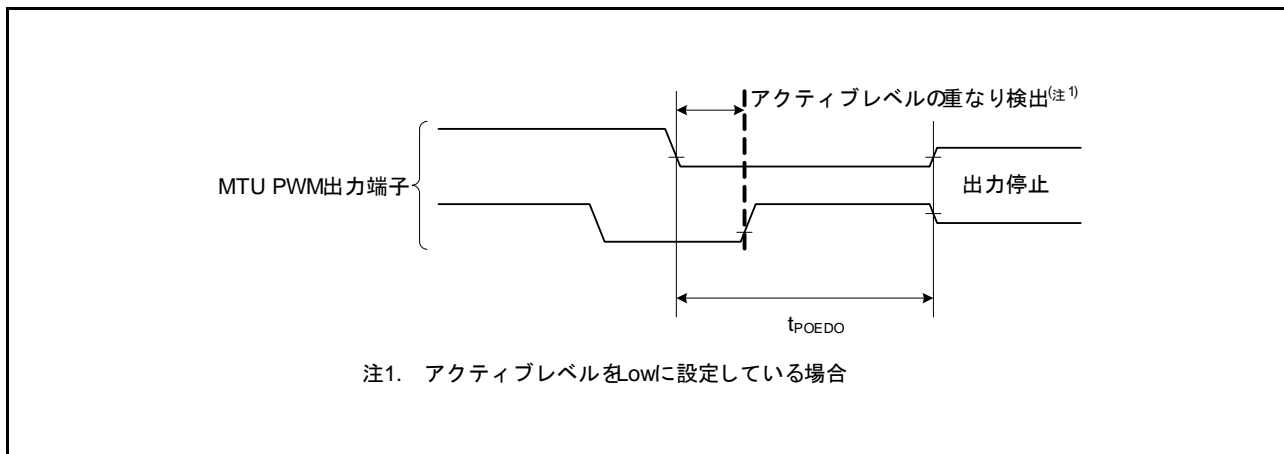 アクティブレベルの重なり検出(注1)
MTU PWM出力端子
出力停止
tPOEDO
注1. アクティブレベルをLowに設定している場合